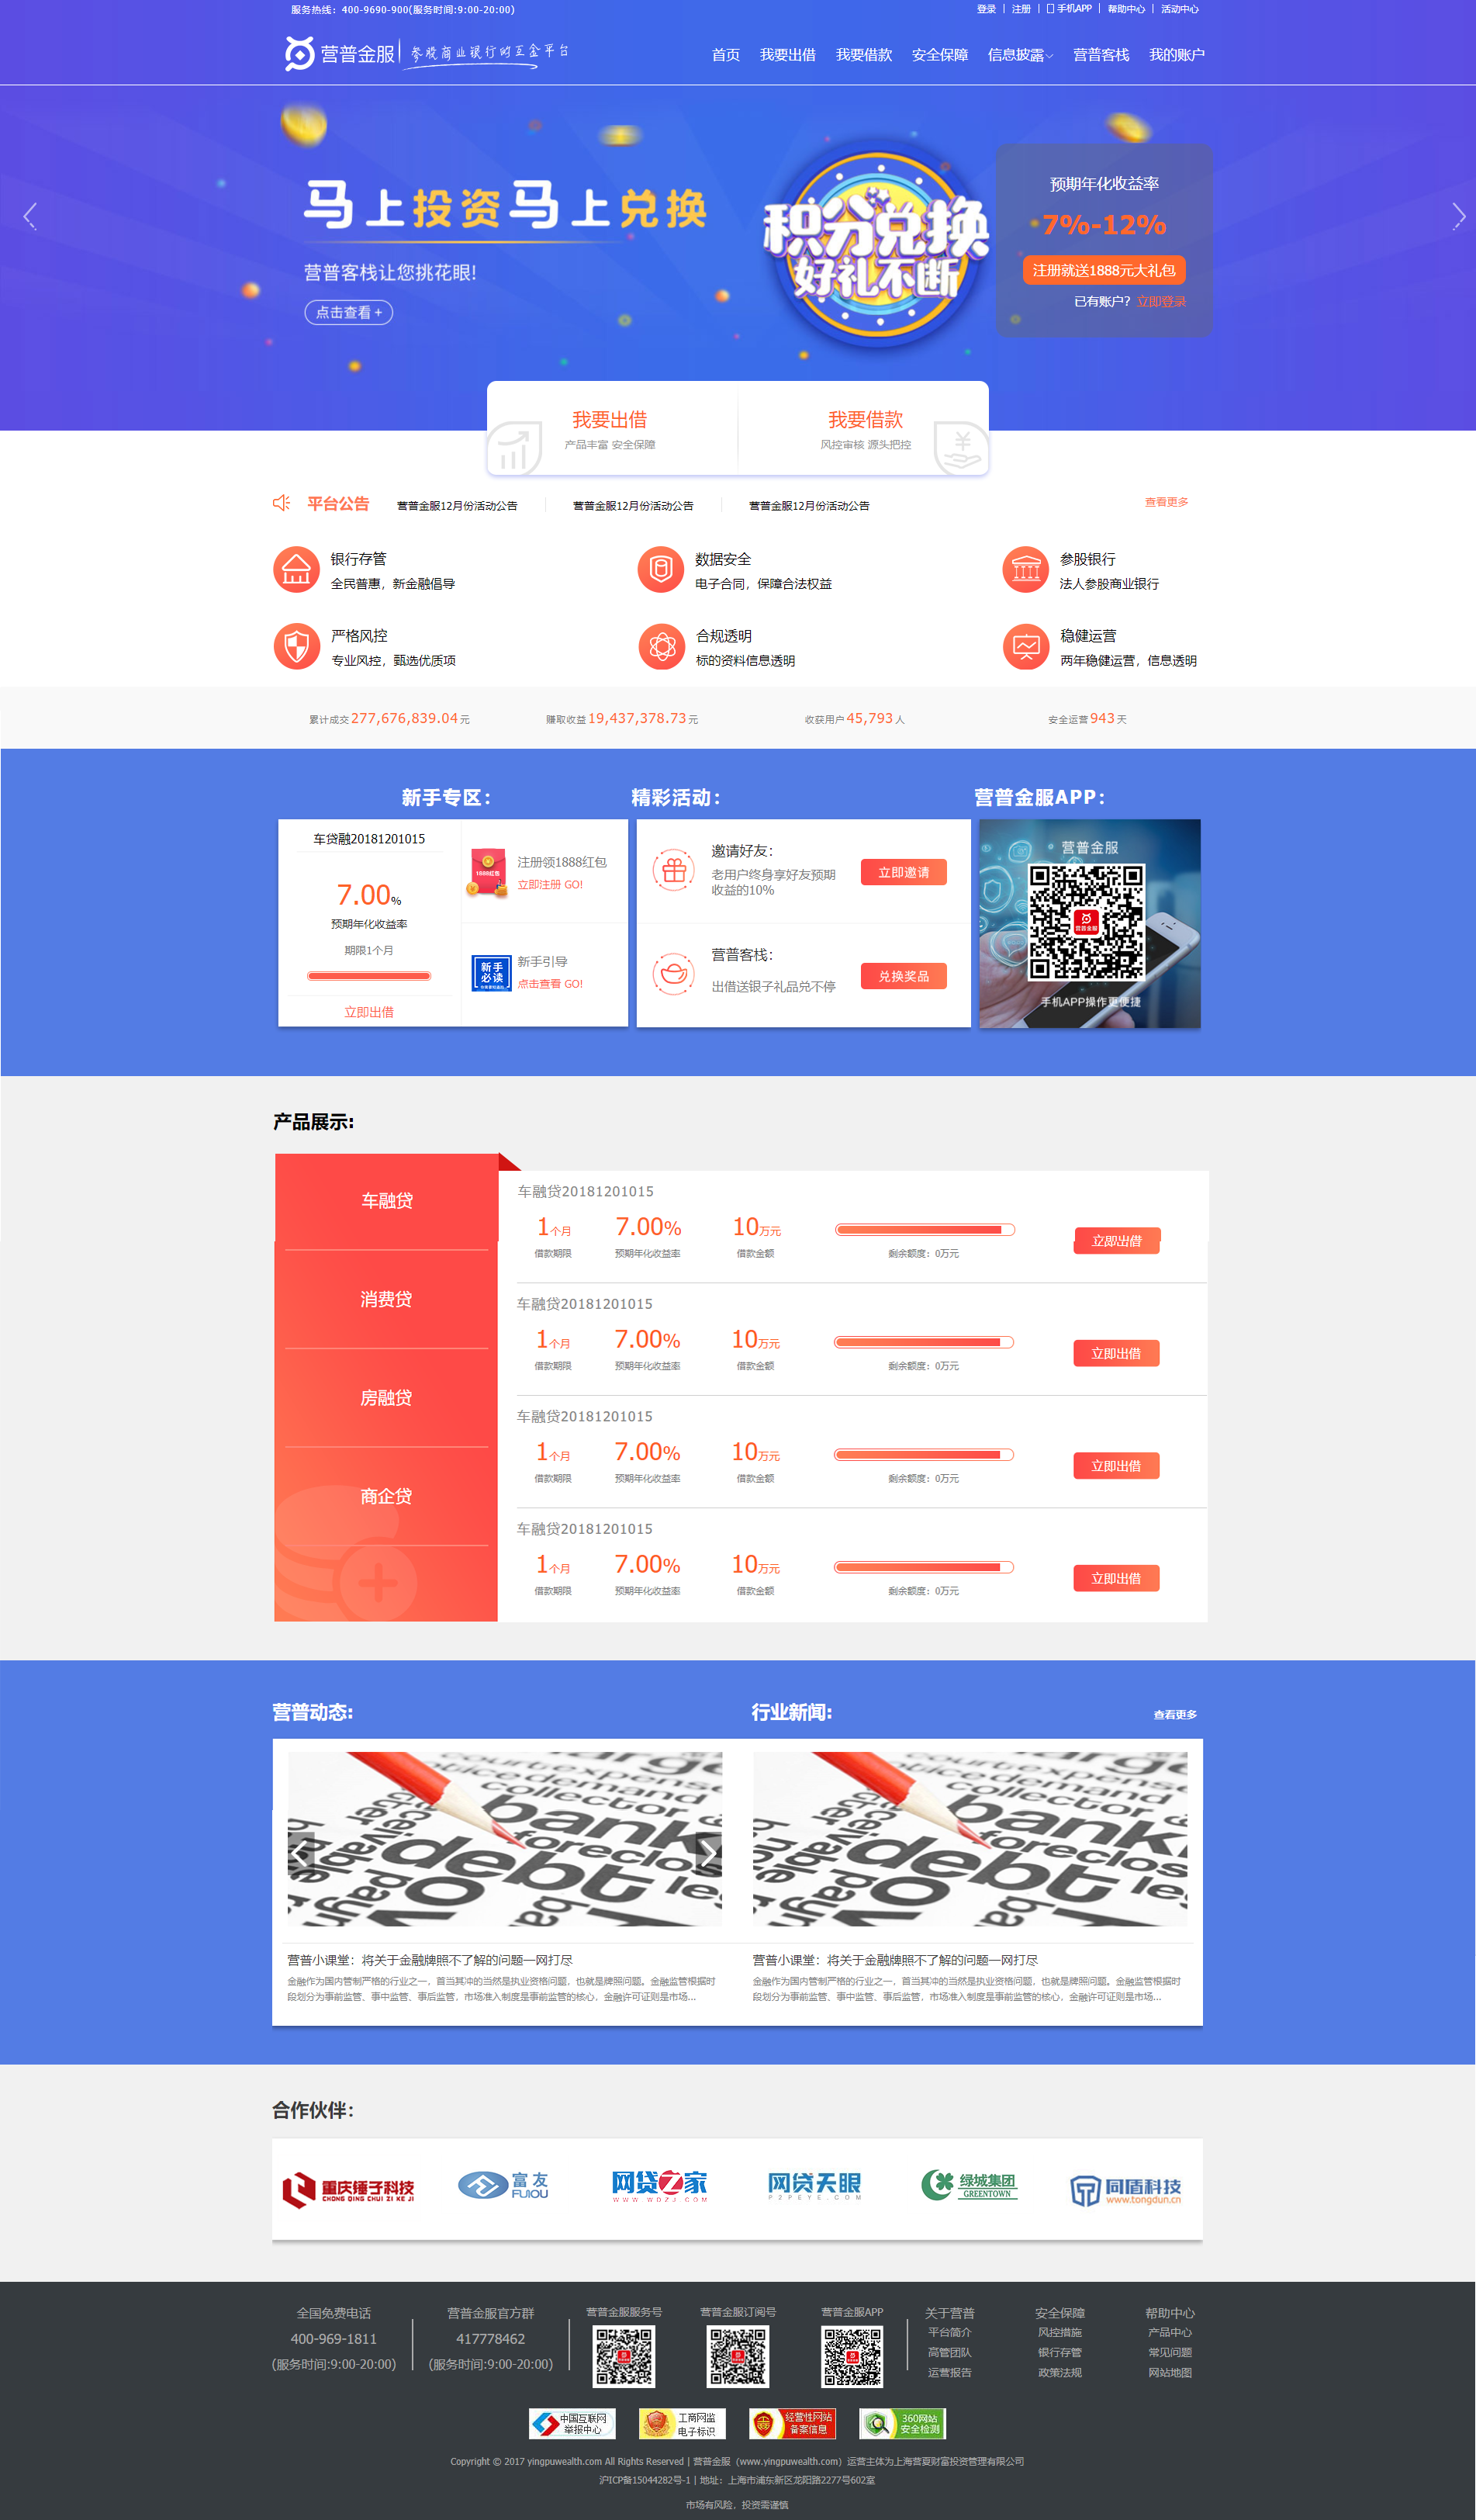 服务热线：400-9690-900(服务时间:9:00-20:00)
登录 | 注册 | 手机APP | 帮助中心 | 活动中心
营普金服 参股商业银行的互金平台
首页 我要出借 我要借款 安全保障 信息披露 营普客栈 我的账户
马上投资马上兑换
营普客栈让您挑花眼!
点击查看 +
积分兑换
好礼不断
预期年化收益率
7%-12%
注册就送1888元大礼包
已有账户？立即登录
我要出借
产品丰富 安全保障
我要借款
风控审核 源头把控
平台公告 营普金服12月份活动公告 营普金服12月份活动公告 营普金服12月份活动公告 查看更多
银行存管
全民普惠，新金融倡导
数据安全
电子合同，保障合法权益
参股银行
法人参股商业银行
严格风控
专业风控，甄选优质项
合规透明
标的资料信息透明
稳健运营
两年稳健运营，信息透明
累计成交277,676,839.04元 赚取收益19,437,378.73元 收获用户45,793人 安全运营943天
新手专区：
车贷融20181201015
7.00%
预期年化收益率
期限1个月
立即出借
1888红包
注册领1888红包
立即注册 GO!
新手
必读
新手引导
点击查看 GO!
精彩活动：
邀请好友：
老用户终身享好友预期
收益的10%
立即邀请
营普客栈：
出借送银子礼品兑不停
兑换奖品
营普金服APP：
营普金服
营普金服
手机APP操作更便捷
产品展示:
车融贷
消费贷
房融贷
商企贷
车融贷20181201015
1个月 7.00% 10万元
借款期限 预期年化收益率 借款金额 剩余额度：0万元
立即出借
车融贷20181201015
1个月 7.00% 10万元
借款期限 预期年化收益率 借款金额 剩余额度：0万元
立即出借
车融贷20181201015
1个月 7.00% 10万元
借款期限 预期年化收益率 借款金额 剩余额度：0万元
立即出借
车融贷20181201015
1个月 7.00% 10万元
借款期限 预期年化收益率 借款金额 剩余额度：0万元
立即出借
营普动态:
行业新闻:
查看更多
bank
debt
bank
debt
营普小课堂：将关于金融牌照不了解的问题一网打尽
金融作为国内管制严格的行业之一，首当其冲的当然是执业资格问题，也就是牌照问题。金融监管根据时
段划分为事前监管、事中监管、事后监管，市场准入制度是事前监管的核心，金融许可证则是市场...
营普小课堂：将关于金融牌照不了解的问题一网打尽
金融作为国内管制严格的行业之一，首当其冲的当然是执业资格问题，也就是牌照问题。金融监管根据时
段划分为事前监管、事中监管、事后监管，市场准入制度是事前监管的核心，金融许可证则是市场...
合作伙伴：
重庆锤子科技
CHONG QING CHUI ZI KE JI
富友
FUIOU
网贷之家
WWW.WDZJ.COM
网贷天眼
P2PEYE.COM
绿城集团
GREENTOWN
同盾科技
www.tongdun.cn
全国免费电话
400-969-1811
(服务时间:9:00-20:00)
营普金服官方群
417778462
(服务时间:9:00-20:00)
营普金服服务号
营普金服订阅号
营普金服APP
关于营普
平台简介
高管团队
运营报告
安全保障
风控措施
银行存管
政策法规
帮助中心
产品中心
常见问题
网站地图
中国互联网
举报中心
工商网监
电子标识
经营性网站
备案信息
360网站
安全检测
Copyright © 2017 yingpuwealth.com All Rights Reserved | 营普金服（www.yingpuwealth.com）运营主体为上海营夏财富投资管理有限公司
沪ICP备15044282号-1 | 地址：上海市浦东新区龙阳路2277号602室
市场有风险，投资需谨慎